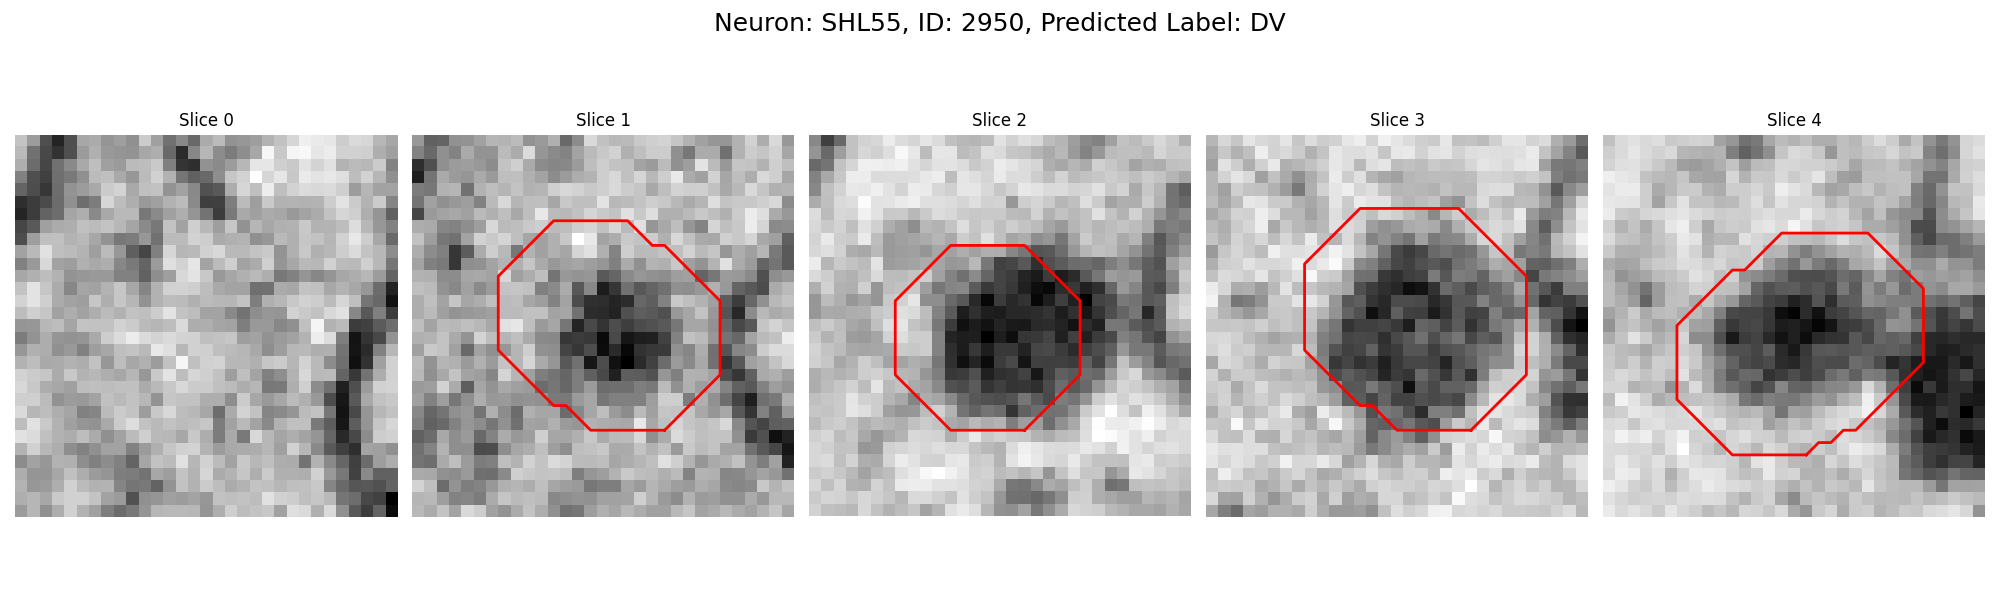 Neuron: SHL55, ID: 2950, Predicted Label: DV
Slice 0
Slice 1
Slice 2
Slice 3
Slice 4